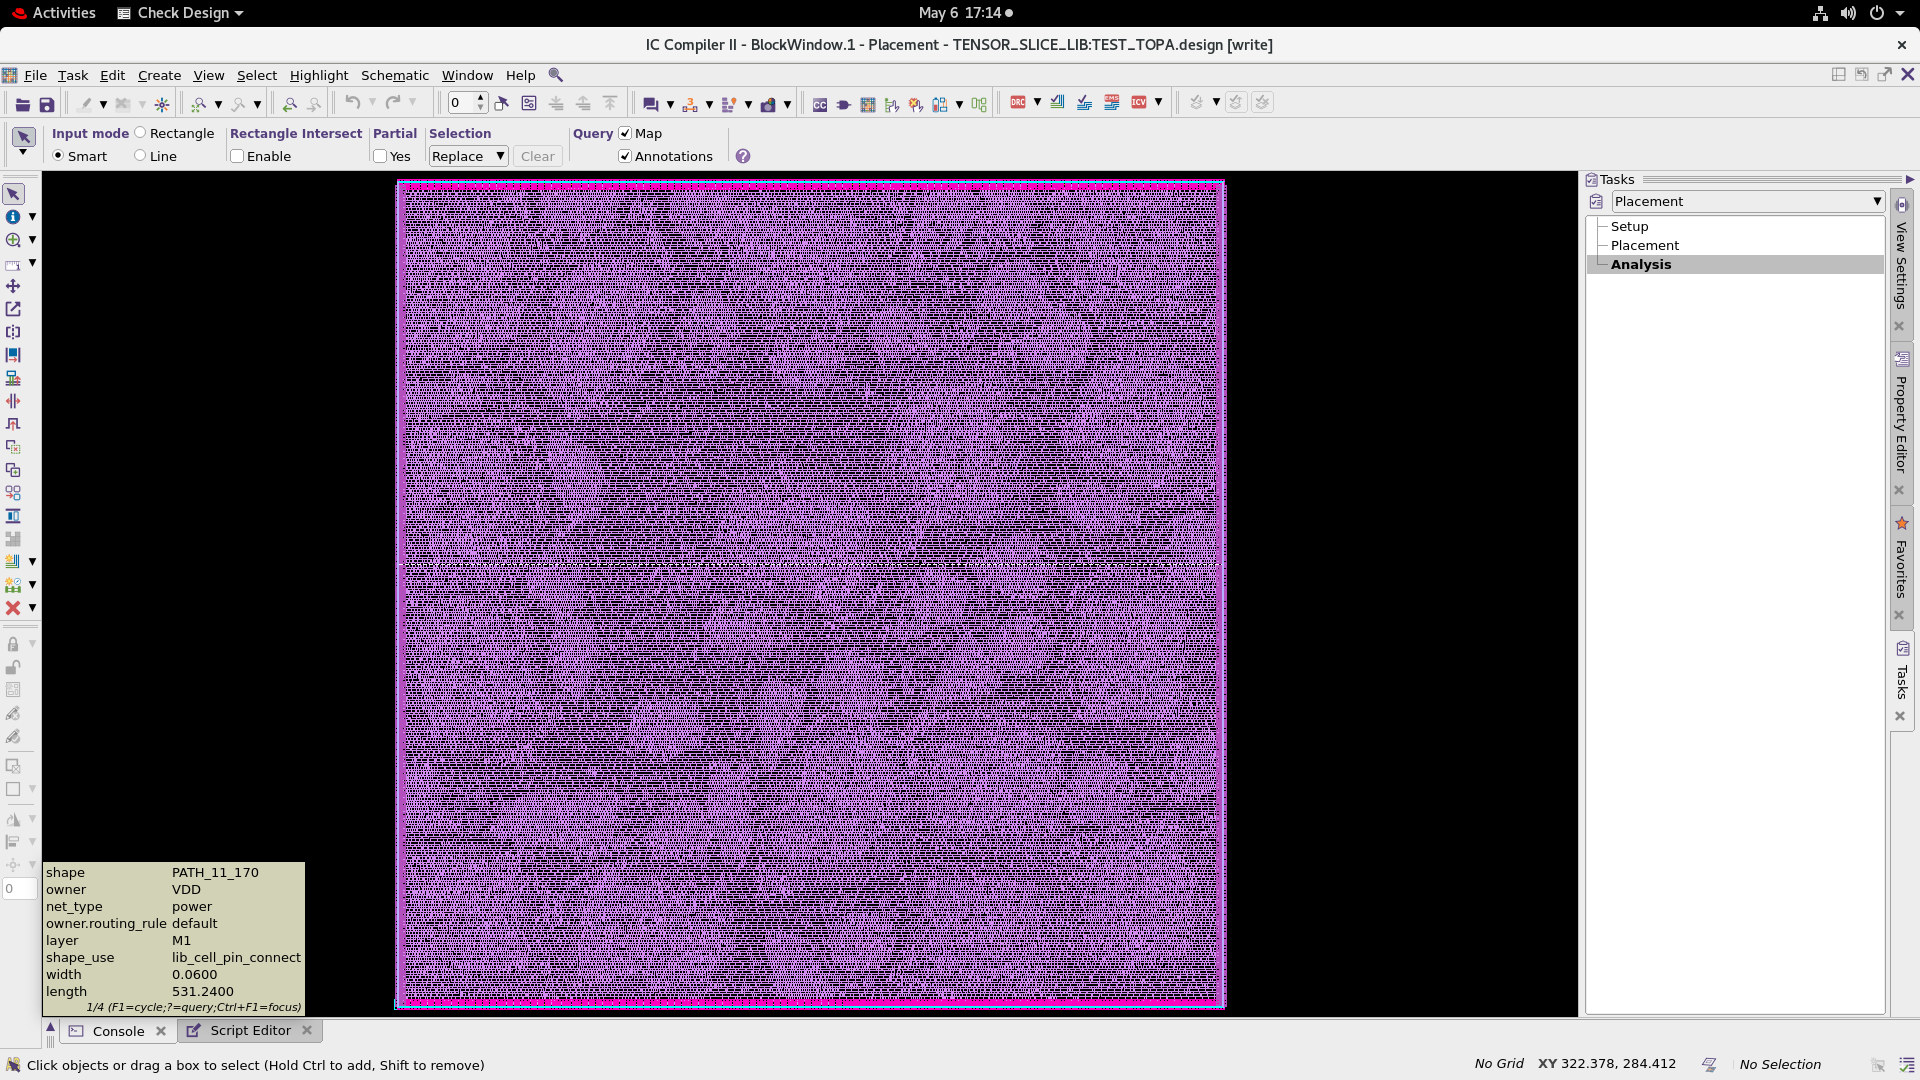 Activities Check Design May 6 17:14
IC Compiler II - BlockWindow.1 - Placement - TENSOR_SLICE_LIB:TEST_TOPA.design [write]
File Task Edit Create View Select Highlight Schematic Window Help
0 CC DRC ICV
Input mode Rectangle Rectangle Intersect Partial Selection Query Map
Smart Line Enable Yes Replace Clear Annotations
Tasks
Placement
Setup
Placement
Analysis
View Settings
Property Editor
Favorites
Tasks
0
shape PATH_11_170
owner VDD
net_type power
owner.routing_rule default
layer M1
shape_use lib_cell_pin_connect
width 0.0600
length 531.2400
1/4 (F1=cycle;?=query;Ctrl+F1=focus)
Console Script Editor
Click objects or drag a box to select (Hold Ctrl to add, Shift to remove) No Grid XY 322.378, 284.412 No Selection